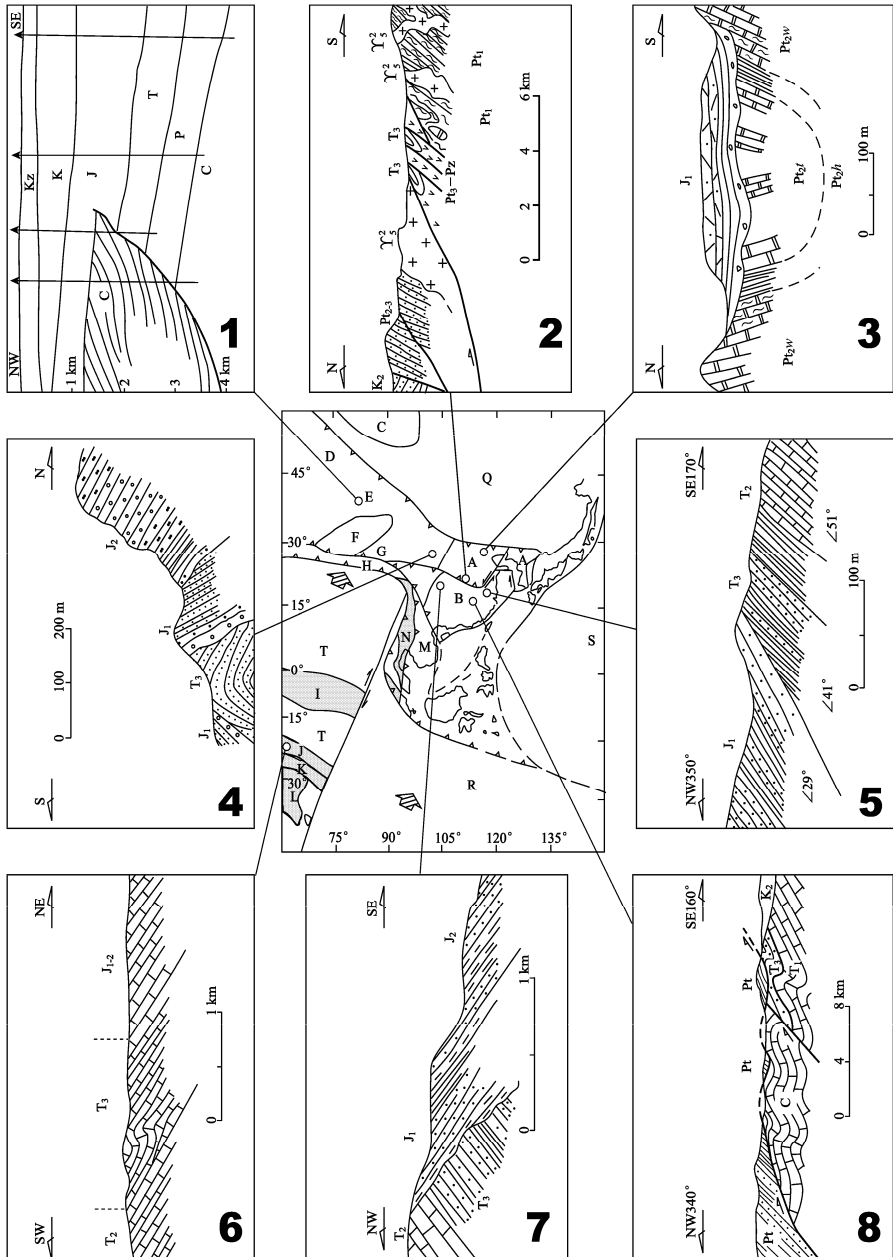 NW
SE
Kz
K
J
T
P
C
C
1 km
2
3
4 km
1
N
S
K₂
Pt₂₋₃
ϒ₅²
T₃
T₃
ϒ₅²
ϒ₅²
Pt₃—Pz
Pt₁
Pt₁
0
2
4
6 km
2
N
S
J₁
Pt₂w
Pt₂t
Pt₂h
Pt₂w
0
100 m
3
S
N
0
100
200 m
J₁
T₃
J₁
J₂
4
45°
30°
15°
0°
15°
30°
75°
90°
105°
120°
135°
A
A
B
C
D
E
F
G
H
I
J
K
L
M
N
Q
R
S
T
T
NW350°
SE170°
J₁
T₃
T₂
∠29°
∠41°
∠51°
0
100 m
5
SW
NE
T₂
T₃
J₁₋₂
0
1 km
6
NW
SE
T₂
T₃
J₁
J₂
0
1 km
7
NW340°
SE160°
Pt
Pt
Pt
C
T₃
T₁
K₂
0
4
8 km
8